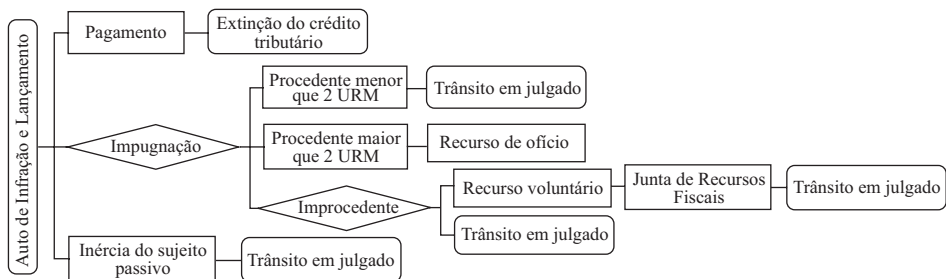 Auto de Infração e Lançamento
Pagamento
Extinção do crédito
tributário
Impugnação
Procedente menor
que 2 URM
Trânsito em julgado
Procedente maior
que 2 URM
Recurso de ofício
Improcedente
Recurso voluntário
Junta de Recursos
Fiscais
Trânsito em julgado
Trânsito em julgado
Inércia do sujeito
passivo
Trânsito em julgado